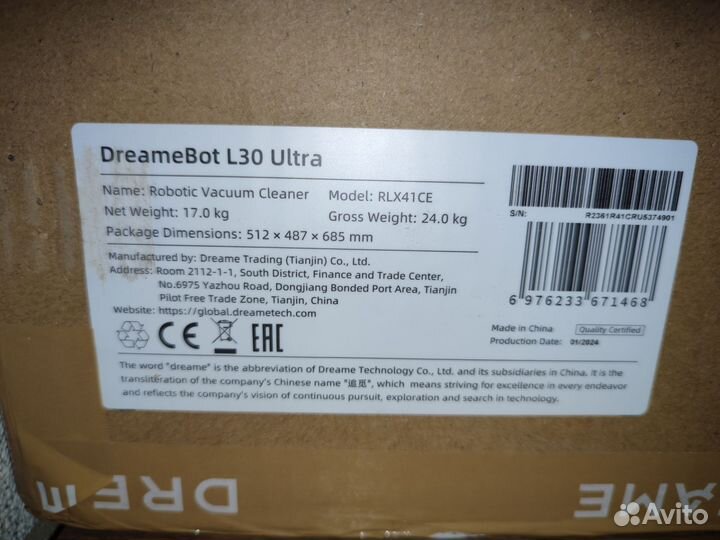 DreameBot L30 Ultra
Name: Robotic Vacuum Cleaner Model: RLX41CE
Net Weight: 17.0 kg Gross Weight: 24.0 kg
Package Dimensions: 512 × 487 × 685 mm
S/N: R2361R41CRU5374901
Manufactured by: Dreame Trading (Tianjin) Co., Ltd.
Address: Room 2112-1-1, South District, Finance and Trade Center,
No.6975 Yazhou Road, Dongjiang Bonded Port Area, Tianjin
Pilot Free Trade Zone, Tianjin, China
Website: https://global.dreametech.com
6 976233 671468
CE EAC
Made in China Quality Certified
Production Date: 01/2024
The word "dreame" is the abbreviation of Dreame Technology Co., Ltd. and its subsidiaries in China. It is the
transliteration of the company's Chinese name "追觅", which means striving for excellence in every endeavor
and reflects the company's vision of continuous pursuit, exploration and search in technology.
DREAME
EAME
Avito